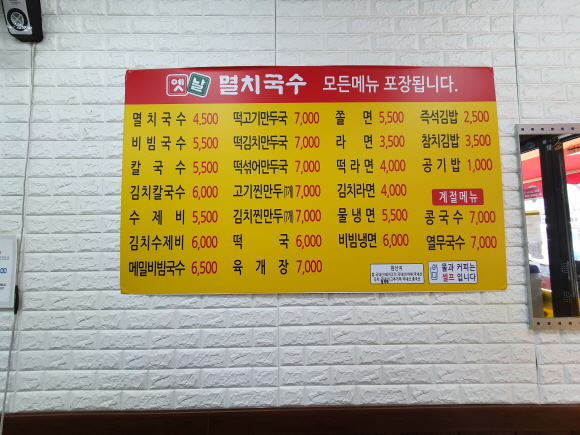 옛날 멸치국수 모든메뉴 포장됩니다.
멸치국수 4,500
비빔국수 5,500
칼국수 5,500
김치칼국수 6,000
수제비 5,500
김치수제비 6,000
메밀비빔국수 6,500
떡고기만두국 7,000
떡김치만두국 7,000
떡섞어만두국 7,000
고기찐만두(7개) 7,000
김치찐만두(7개) 7,000
떡국 6,000
육개장 7,000
쫄면 5,500
라면 3,500
떡라면 4,000
김치라면 4,000
물냉면 5,500
비빔냉면 6,000
즉석김밥 2,500
참치김밥 3,500
공기밥 1,000
계절메뉴
콩국수 7,000
열무국수 7,000
원산지
물과 커피는
셀프 입니다